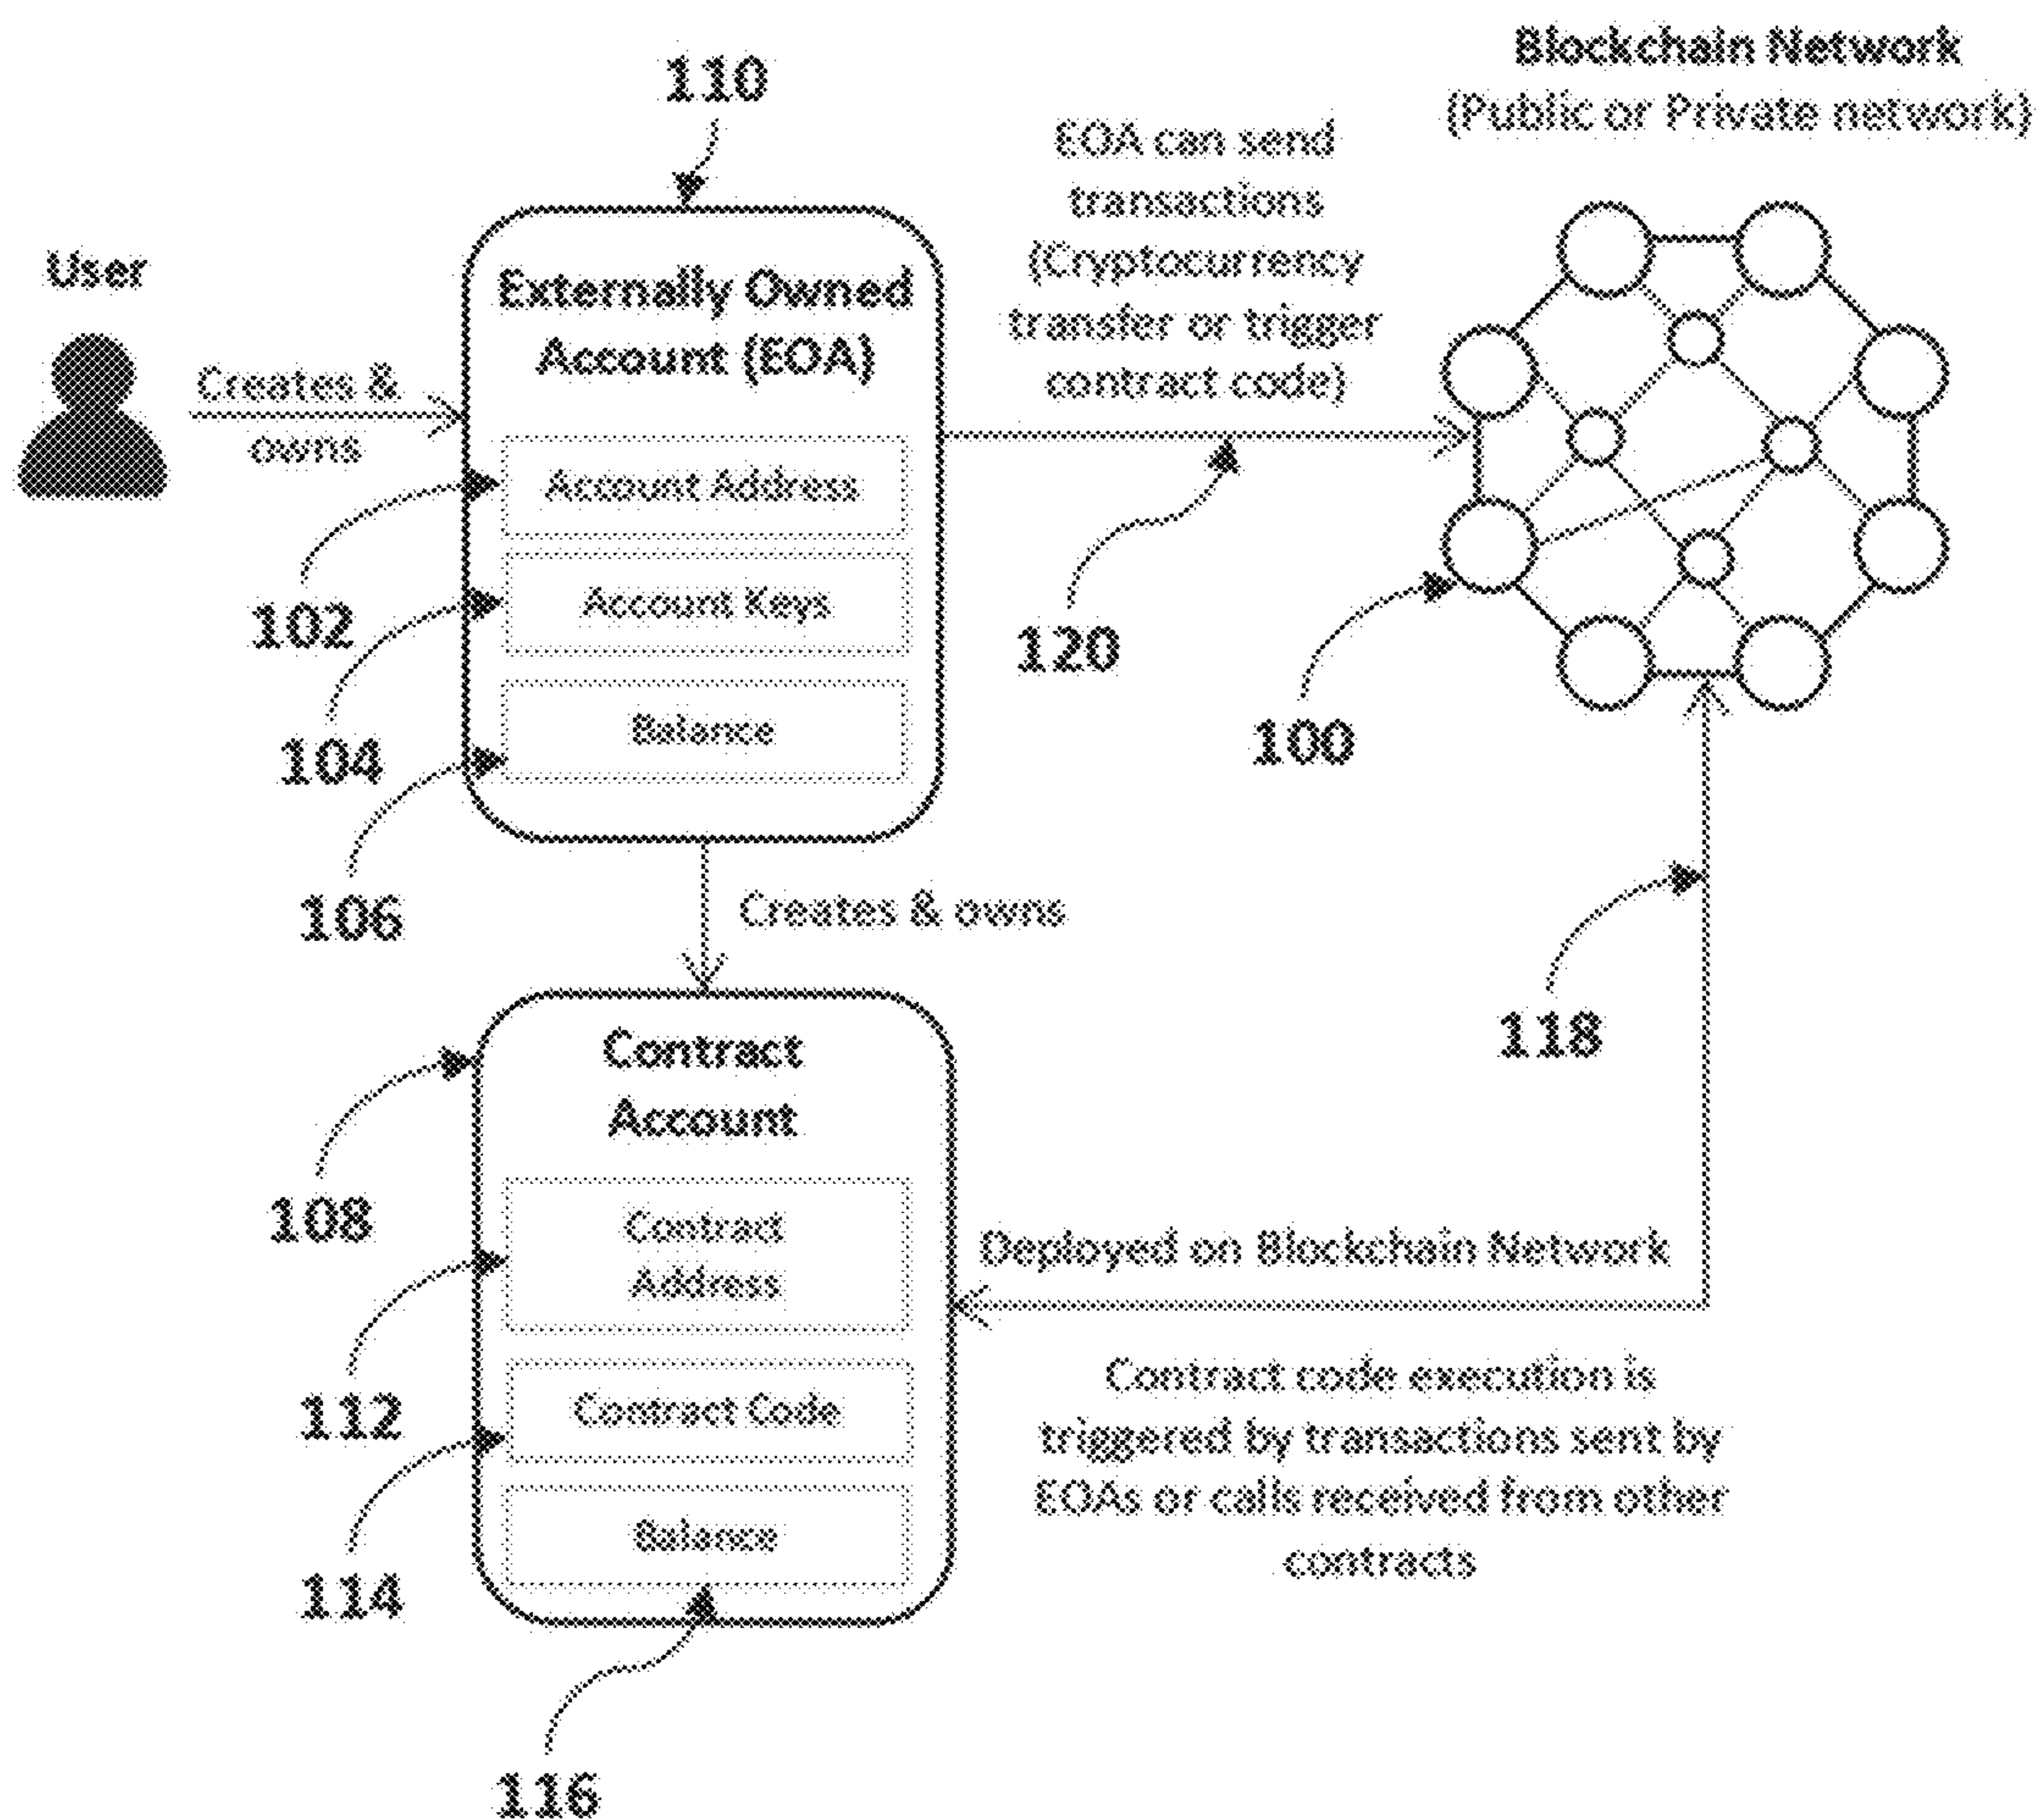 Blockchain Network
(Public or Private network)
110
EOA can send
transactions
(Cryptocurrency
transfer or trigger
contract code)
User
Externally Owned
Account (EOA)
Creates &
owns
Account Address
Account Keys
Balance
102
104
106
120
100
Creates & owns
118
Contract
Account
108
Contract
Address
Deployed on Blockchain Network
112
Contract Code
Contract code execution is
triggered by transactions sent by
EOAs or calls received from other
contracts
114
Balance
116